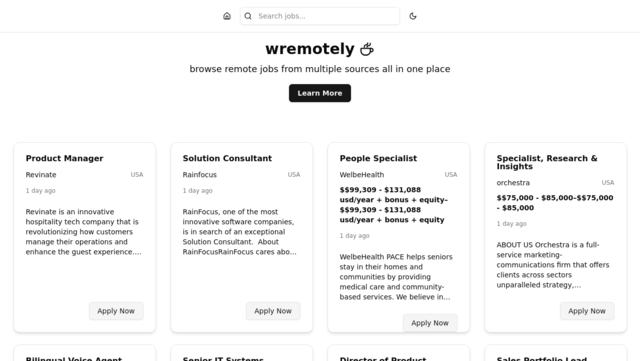 Search jobs...
wremotely
browse remote jobs from multiple sources all in one place
Learn More
Product Manager
Revinate
USA
1 day ago
Revinate is an innovative
hospitality tech company that is
revolutionizing how customers
manage their operations and
enhance the guest experience....
Apply Now
Solution Consultant
Rainfocus
USA
1 day ago
RainFocus, one of the most
innovative software companies,
is in search of an exceptional
Solution Consultant.  About
RainFocusRainFocus cares abo...
Apply Now
People Specialist
WelbeHealth
USA
$$99,309 - $131,088
usd/year + bonus + equity–
$$99,309 - $131,088
usd/year + bonus + equity
1 day ago
WelbeHealth PACE helps seniors
stay in their homes and
communities by providing
medical care and community-
based services. We believe in...
Apply Now
Specialist, Research &
Insights
orchestra
USA
$$75,000 - $85,000–$$75,000
- $85,000
1 day ago
ABOUT US Orchestra is a full-
service marketing-
communications firm that offers
clients across sectors
unparalleled strategy,...
Apply Now
Bilingual Voice Agent
Senior IT Systems
Director of Product
Sales Portfolio Lead